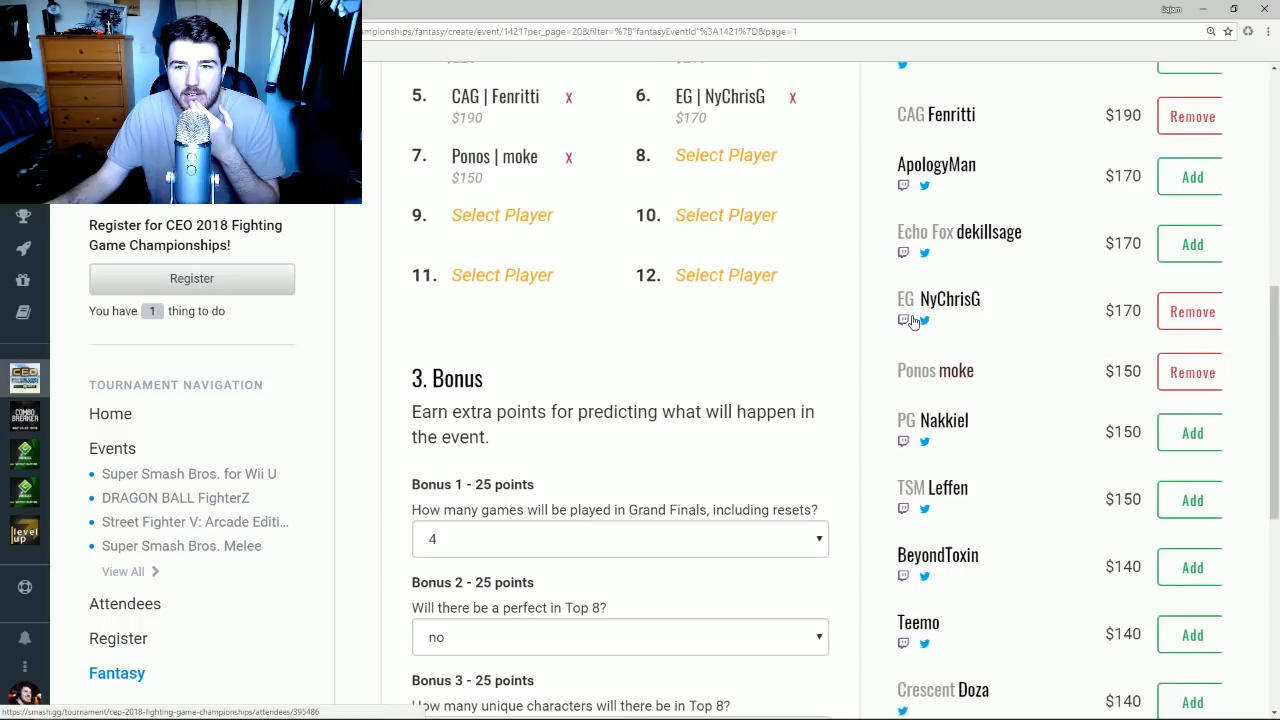 Bafom
mpionships/fantasy/create/event/1421?per_page=20&filter=%7B"fantasyEventId"%3A1421%7D&page=1
5. CAG | Fenritti x
$190
6. EG | NyChrisG x
$170
7. Ponos | moke x
$150
8. Select Player
9. Select Player
10. Select Player
11. Select Player
12. Select Player
3. Bonus
Earn extra points for predicting what will happen in
the event.
Bonus 1 - 25 points
How many games will be played in Grand Finals, including resets?
4
Bonus 2 - 25 points
Will there be a perfect in Top 8?
no
Bonus 3 - 25 points
How many unique characters will there be in Top 8?
CAG Fenritti $190 Remove
ApologyMan $170 Add
Echo Fox dekillsage $170 Add
EG NyChrisG $170 Remove
Ponos moke $150 Remove
PG Nakkiel $150 Add
TSM Leffen $150 Add
BeyondToxin $140 Add
Teemo $140 Add
Crescent Doza $140 Add
Register for CEO 2018 Fighting
Game Championships!
Register
You have 1 thing to do
TOURNAMENT NAVIGATION
Home
Events
Super Smash Bros. for Wii U
DRAGON BALL FighterZ
Street Fighter V: Arcade Editi...
Super Smash Bros. Melee
View All
Attendees
Register
Fantasy
CEO
COMBO
BREAKER
level
up
https://smash.gg/tournament/ceo-2018-fighting-game-championships/attendees/395486